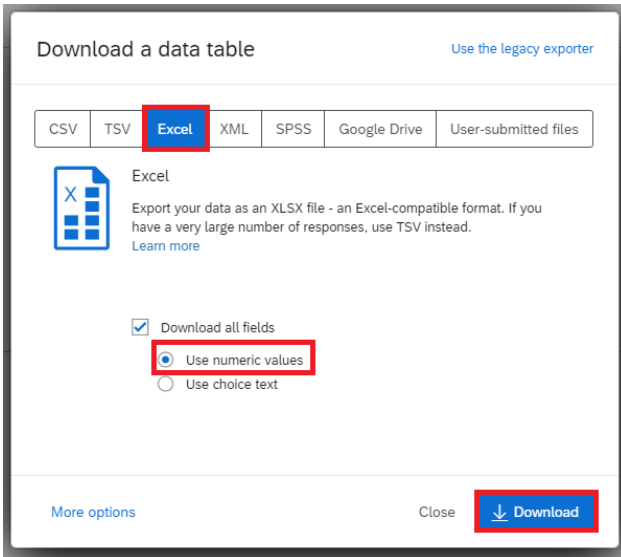 Download a data table
Use the legacy exporter
CSV
TSV
Excel
XML
SPSS
Google Drive
User-submitted files
X
Excel
Export your data as an XLSX file - an Excel-compatible format. If you
have a very large number of responses, use TSV instead.
Learn more
Download all fields
Use numeric values
Use choice text
More options
Close
Download